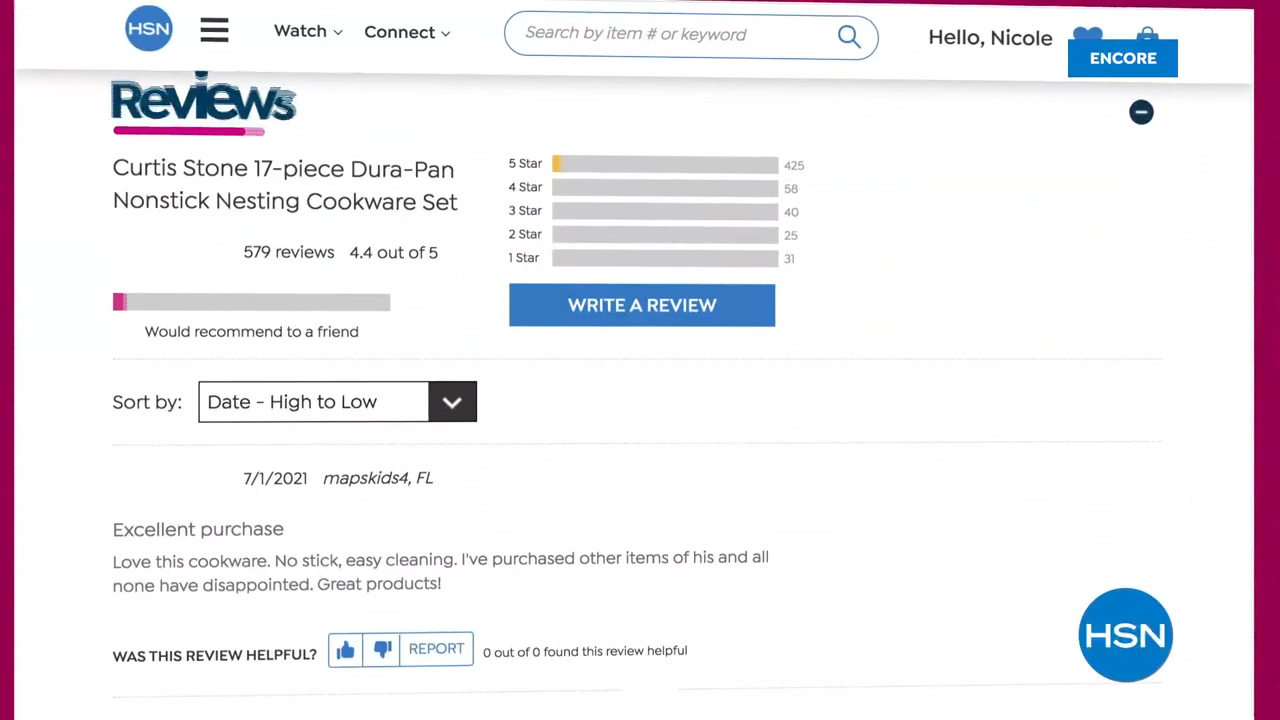 HSN
Watch
Connect
Search by item # or keyword
Hello, Nicole
ENCORE
Reviews
Curtis Stone 17-piece Dura-Pan
Nonstick Nesting Cookware Set
579 reviews 4.4 out of 5
Would recommend to a friend
5 Star 425
4 Star 58
3 Star 40
2 Star 25
1 Star 31
WRITE A REVIEW
Sort by: Date - High to Low
7/1/2021 mapskids4, FL
Excellent purchase
Love this cookware. No stick, easy cleaning. I've purchased other items of his and all
none have disappointed. Great products!
WAS THIS REVIEW HELPFUL? REPORT 0 out of 0 found this review helpful
HSN